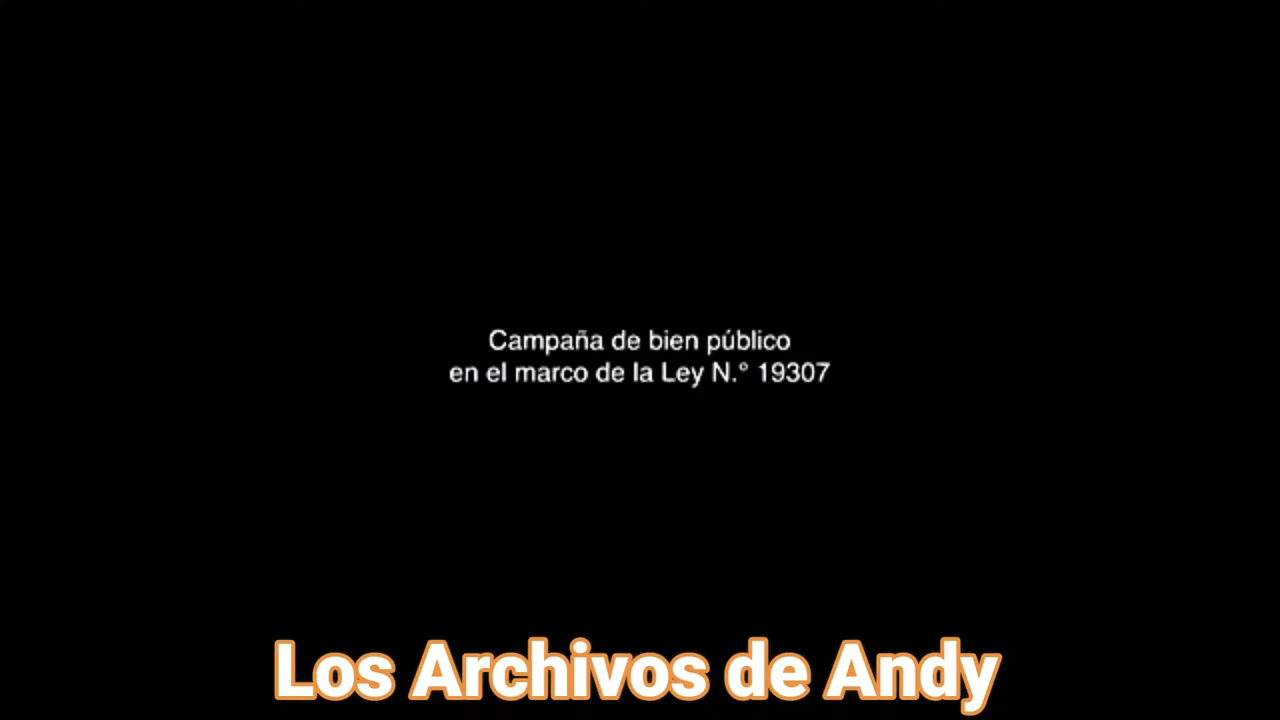 Campaña de bien público
en el marco de la Ley N.° 19307
Los Archivos de Andy